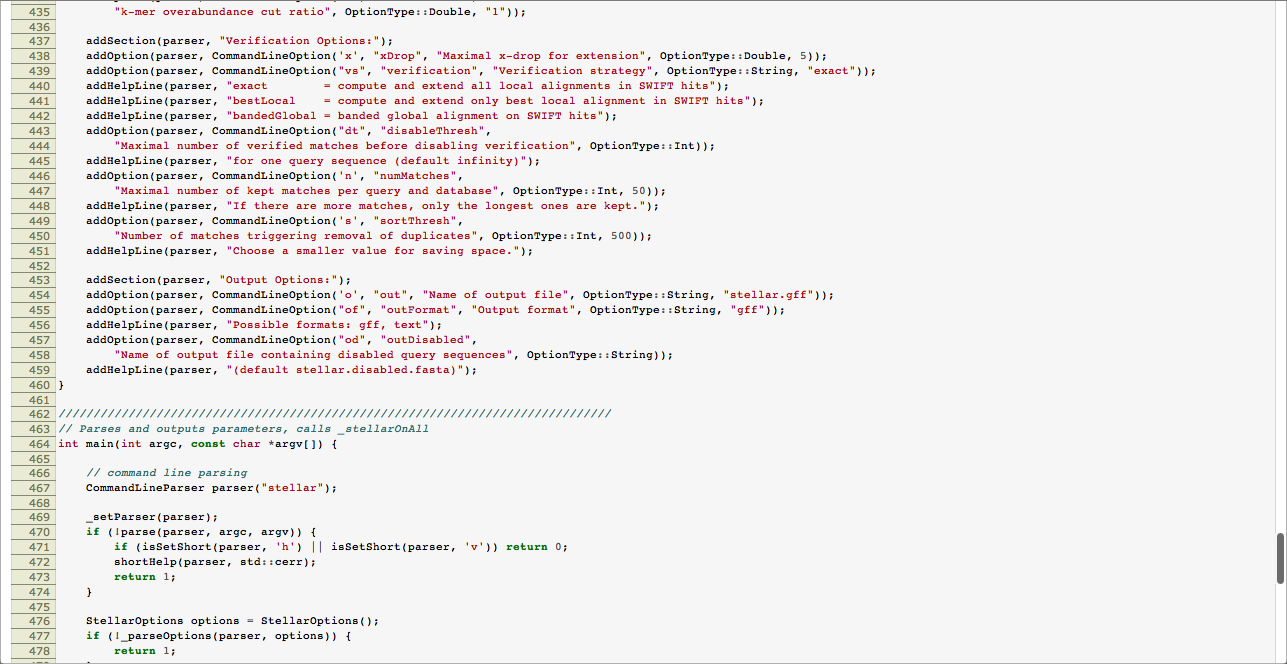 435         "k-mer overabundance cut ratio", OptionType::Double, "1"));
436
437     addSection(parser, "Verification Options:");
438     addOption(parser, CommandLineOption('x', "xDrop", "Maximal x-drop for extension", OptionType::Double, 5));
439     addOption(parser, CommandLineOption("vs", "verification", "Verification strategy", OptionType::String, "exact"));
440     addHelpLine(parser, "exact        = compute and extend all local alignments in SWIFT hits");
441     addHelpLine(parser, "bestLocal    = compute and extend only best local alignment in SWIFT hits");
442     addHelpLine(parser, "bandedGlobal = banded global alignment on SWIFT hits");
443     addOption(parser, CommandLineOption("dt", "disableThresh",
444         "Maximal number of verified matches before disabling verification", OptionType::Int));
445     addHelpLine(parser, "for one query sequence (default infinity)");
446     addOption(parser, CommandLineOption('n', "numMatches",
447         "Maximal number of kept matches per query and database", OptionType::Int, 50));
448     addHelpLine(parser, "If there are more matches, only the longest ones are kept.");
449     addOption(parser, CommandLineOption('s', "sortThresh",
450         "Number of matches triggering removal of duplicates", OptionType::Int, 500));
451     addHelpLine(parser, "Choose a smaller value for saving space.");
452
453     addSection(parser, "Output Options:");
454     addOption(parser, CommandLineOption('o', "out", "Name of output file", OptionType::String, "stellar.gff"));
455     addOption(parser, CommandLineOption("of", "outFormat", "Output format", OptionType::String, "gff"));
456     addHelpLine(parser, "Possible formats: gff, text");
457     addOption(parser, CommandLineOption("od", "outDisabled",
458         "Name of output file containing disabled query sequences", OptionType::String));
459     addHelpLine(parser, "(default stellar.disabled.fasta)");
460 }
461
462 ///////////////////////////////////////////////////////////////////////////////
463 // Parses and outputs parameters, calls _stellarOnAll
464 int main(int argc, const char *argv[]) {
465
466     // command line parsing
467     CommandLineParser parser("stellar");
468
469     _setParser(parser);
470     if (!parse(parser, argc, argv)) {
471         if (isSetShort(parser, 'h') || isSetShort(parser, 'v')) return 0;
472         shortHelp(parser, std::cerr);
473         return 1;
474     }
475
476     StellarOptions options = StellarOptions();
477     if (!_parseOptions(parser, options)) {
478         return 1;